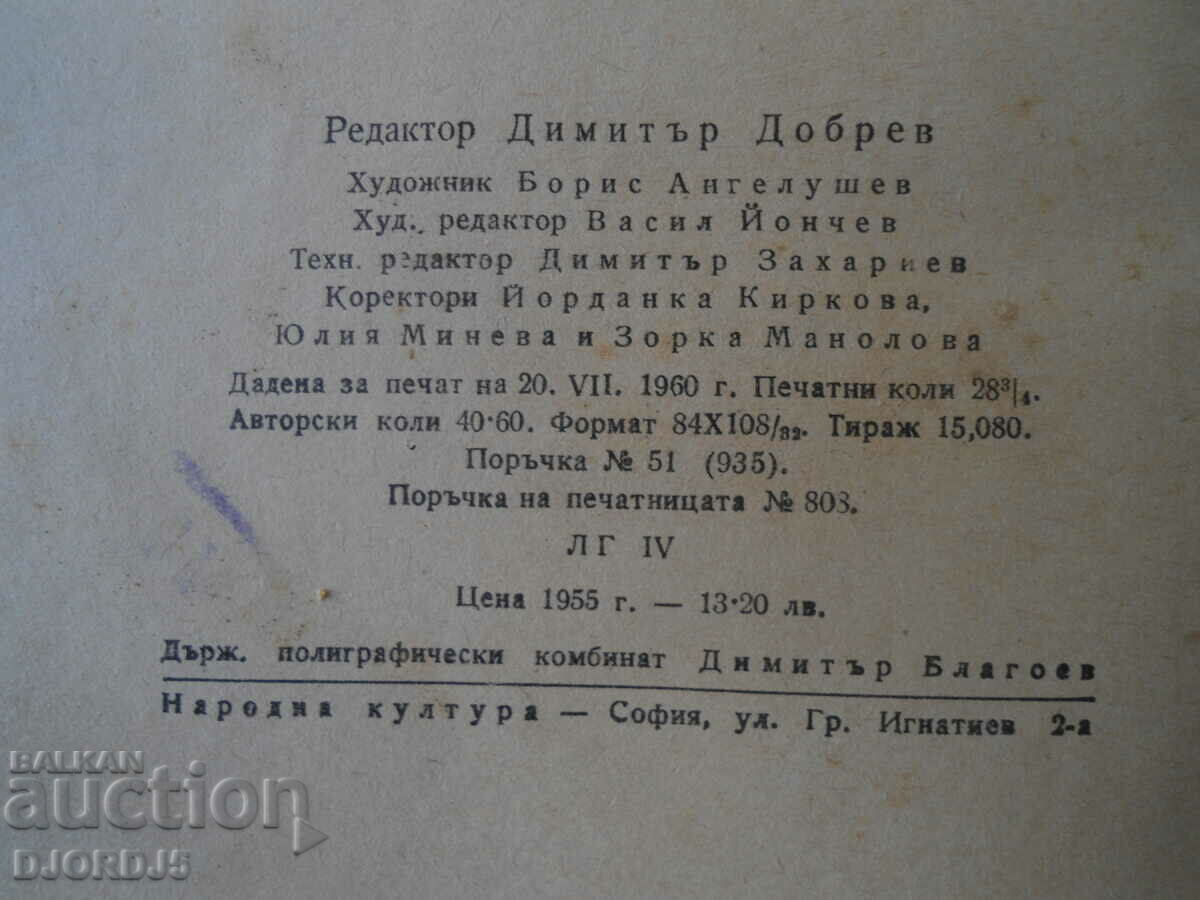 Редактор Димитър Добрев
Художник Борис Ангелушев
Худ. редактор Васил Йончев
Техн. редактор Димитър Захариев
Коректори Йорданка Киркова,
Юлия Минева и Зорка Манолова
Дадена за печат на 20. VII. 1960 г. Печатни коли 28³/₄.
Авторски коли 40·60. Формат 84X108/₃₂. Тираж 15,080.
Поръчка № 51 (935).
Поръчка на печатницата № 808.
ЛГ IV
Цена 1955 г. — 13·20 лв.
Държ. полиграфически комбинат Димитър Благоев
Народна култура — София, ул. Гр. Игнатиев 2-а
BALKAN
auction
DJORDJ5